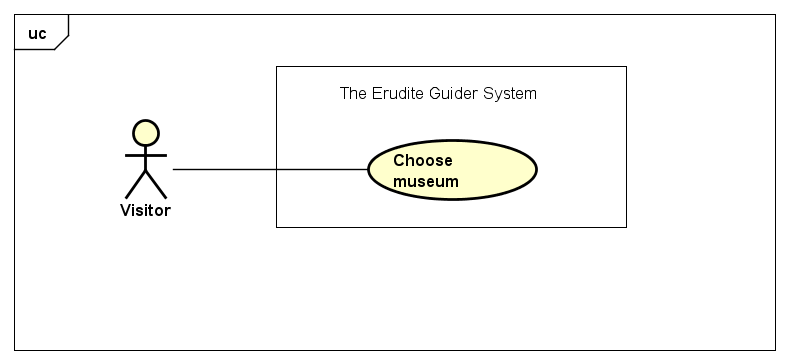 uc
The Erudite Guider System
Choose
museum
Visitor